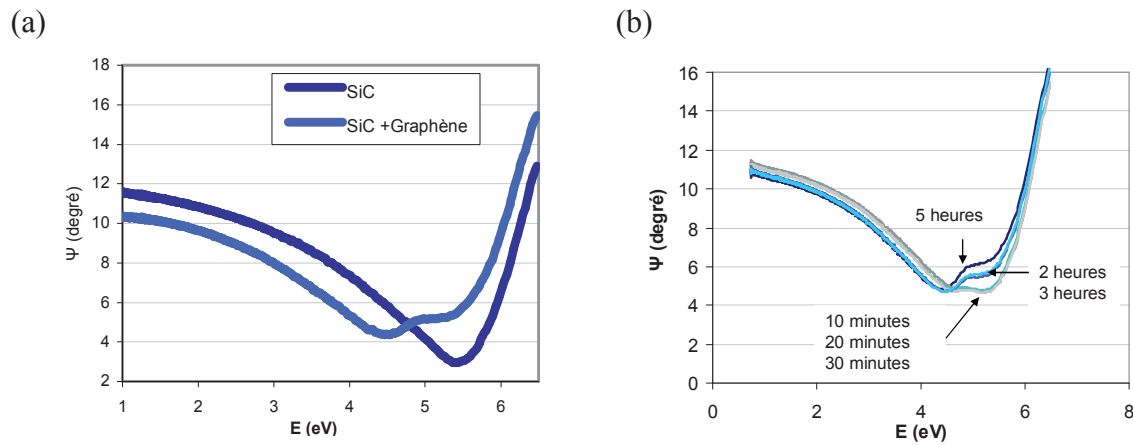 (a)
18
16
14
12
10
8
6
4
2
Ψ (degré)
SiC
SiC +Graphène
1 2 3 4 5 6
E (eV)
(b)
16
14
12
10
8
6
4
2
0
Ψ (degré)
5 heures
2 heures
3 heures
10 minutes
20 minutes
30 minutes
0 2 4 6 8
E (eV)